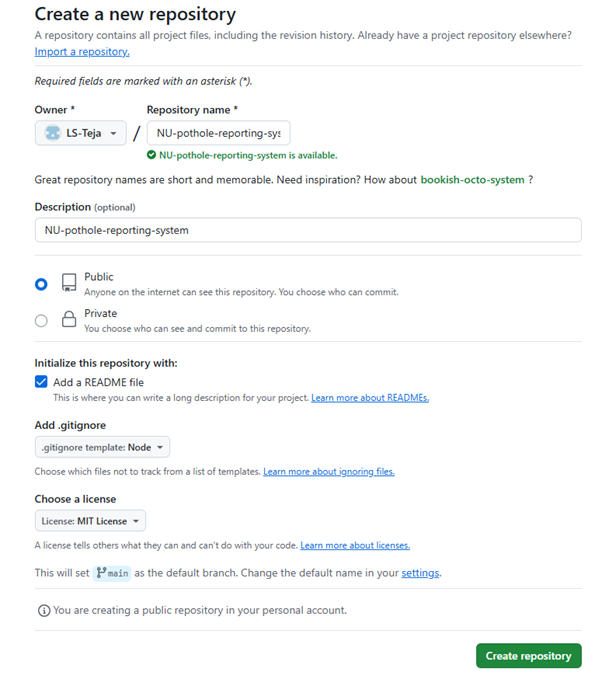 Create a new repository
A repository contains all project files, including the revision history. Already have a project repository elsewhere?
Import a repository.
Required fields are marked with an asterisk (*).
Owner * Repository name *
LS-Teja / NU-pothole-reporting-sys
NU-pothole-reporting-system is available.
Great repository names are short and memorable. Need inspiration? How about bookish-octo-system ?
Description (optional)
NU-pothole-reporting-system
Public
Anyone on the internet can see this repository. You choose who can commit.
Private
You choose who can see and commit to this repository.
Initialize this repository with:
Add a README file
This is where you can write a long description for your project. Learn more about READMEs.
Add .gitignore
.gitignore template: Node
Choose which files not to track from a list of templates. Learn more about ignoring files.
Choose a license
License: MIT License
A license tells others what they can and can't do with your code. Learn more about licenses.
This will set main as the default branch. Change the default name in your settings.
You are creating a public repository in your personal account.
Create repository